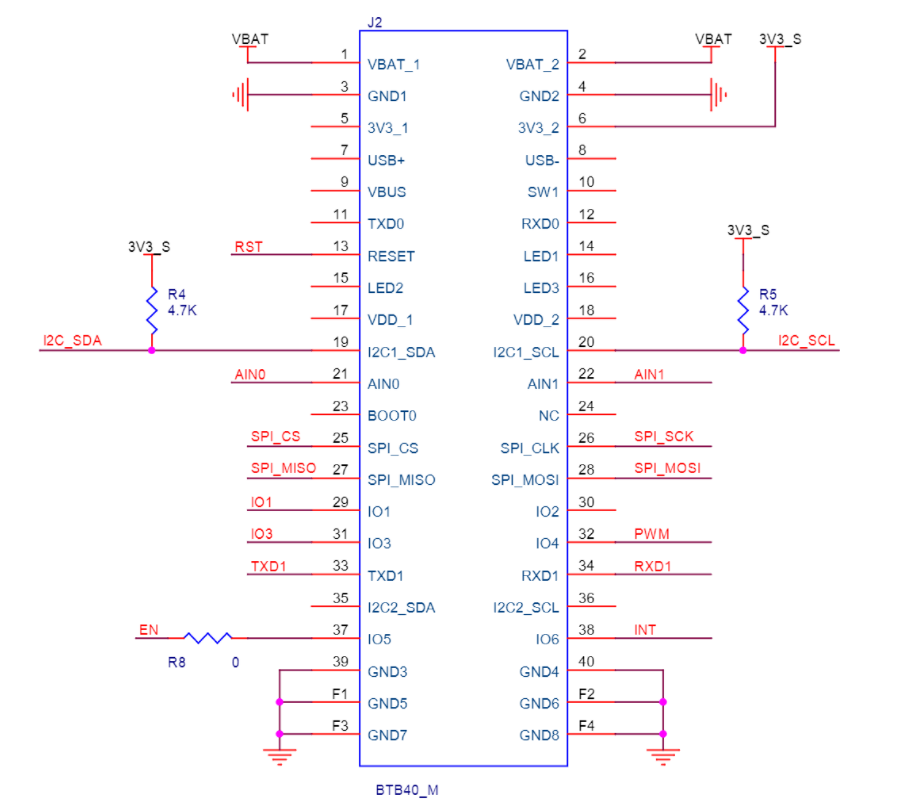 J2
VBAT VBAT 3V3_S
1 VBAT_1 VBAT_2 2
3 GND1 GND2 4
5 3V3_1 3V3_2 6
7 USB+ USB- 8
9 VBUS SW1 10
11 TXD0 RXD0 12
3V3_S
RST 13 RESET LED1 14
3V3_S
15 LED2 LED3 16
R4 R5
4.7K 4.7K
17 VDD_1 VDD_2 18
I2C_SDA 19 I2C1_SDA I2C1_SCL 20 I2C_SCL
AIN0 21 AIN0 AIN1 22 AIN1
23 BOOT0 NC 24
SPI_CS 25 SPI_CS SPI_CLK 26 SPI_SCK
SPI_MISO 27 SPI_MISO SPI_MOSI 28 SPI_MOSI
IO1 29 IO1 IO2 30
IO3 31 IO3 IO4 32 PWM
TXD1 33 TXD1 RXD1 34 RXD1
35 I2C2_SDA I2C2_SCL 36
EN 37 IO5 IO6 38 INT
R8 0
39 GND3 GND4 40
F1 GND5 GND6 F2
F3 GND7 GND8 F4
BTB40_M